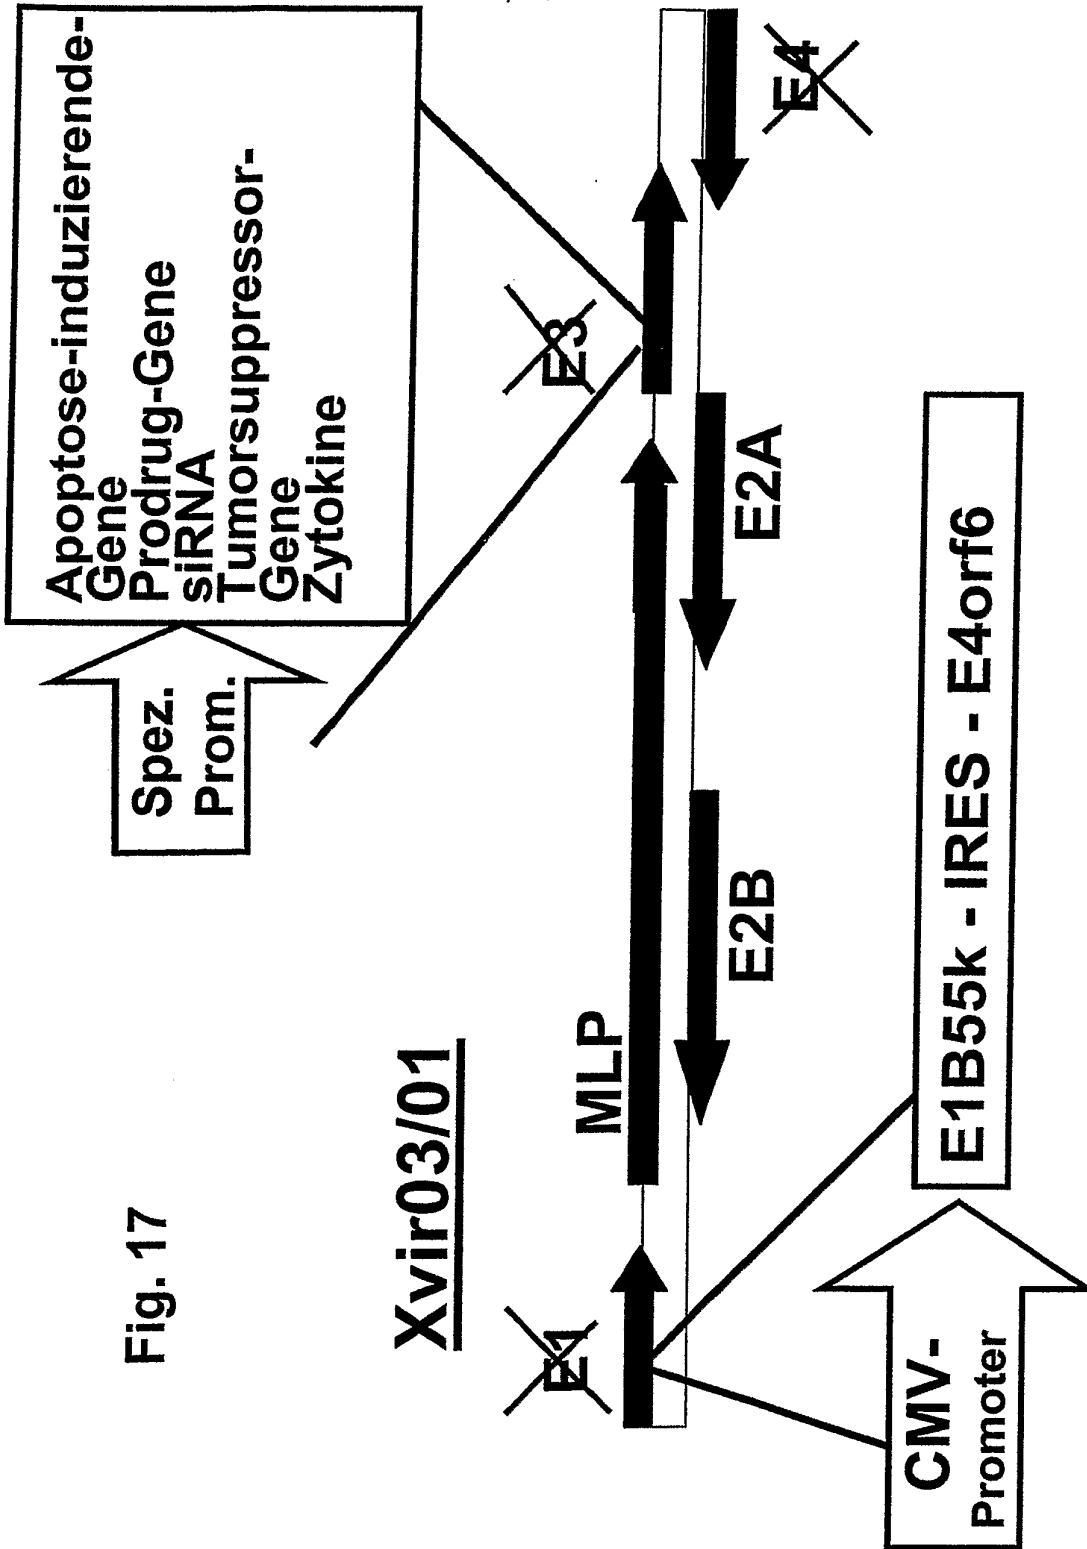 Fig. 17
Xvir03/01
Spez.
Prom.
Apoptose-induzierende-
Gene
Prodrug-Gene
siRNA
Tumorsuppressor-
Gene
Zytokine
E1
MLP
E3
E2B
E2A
E4
CMV-
Promoter
E1B55k - IRES - E4orf6